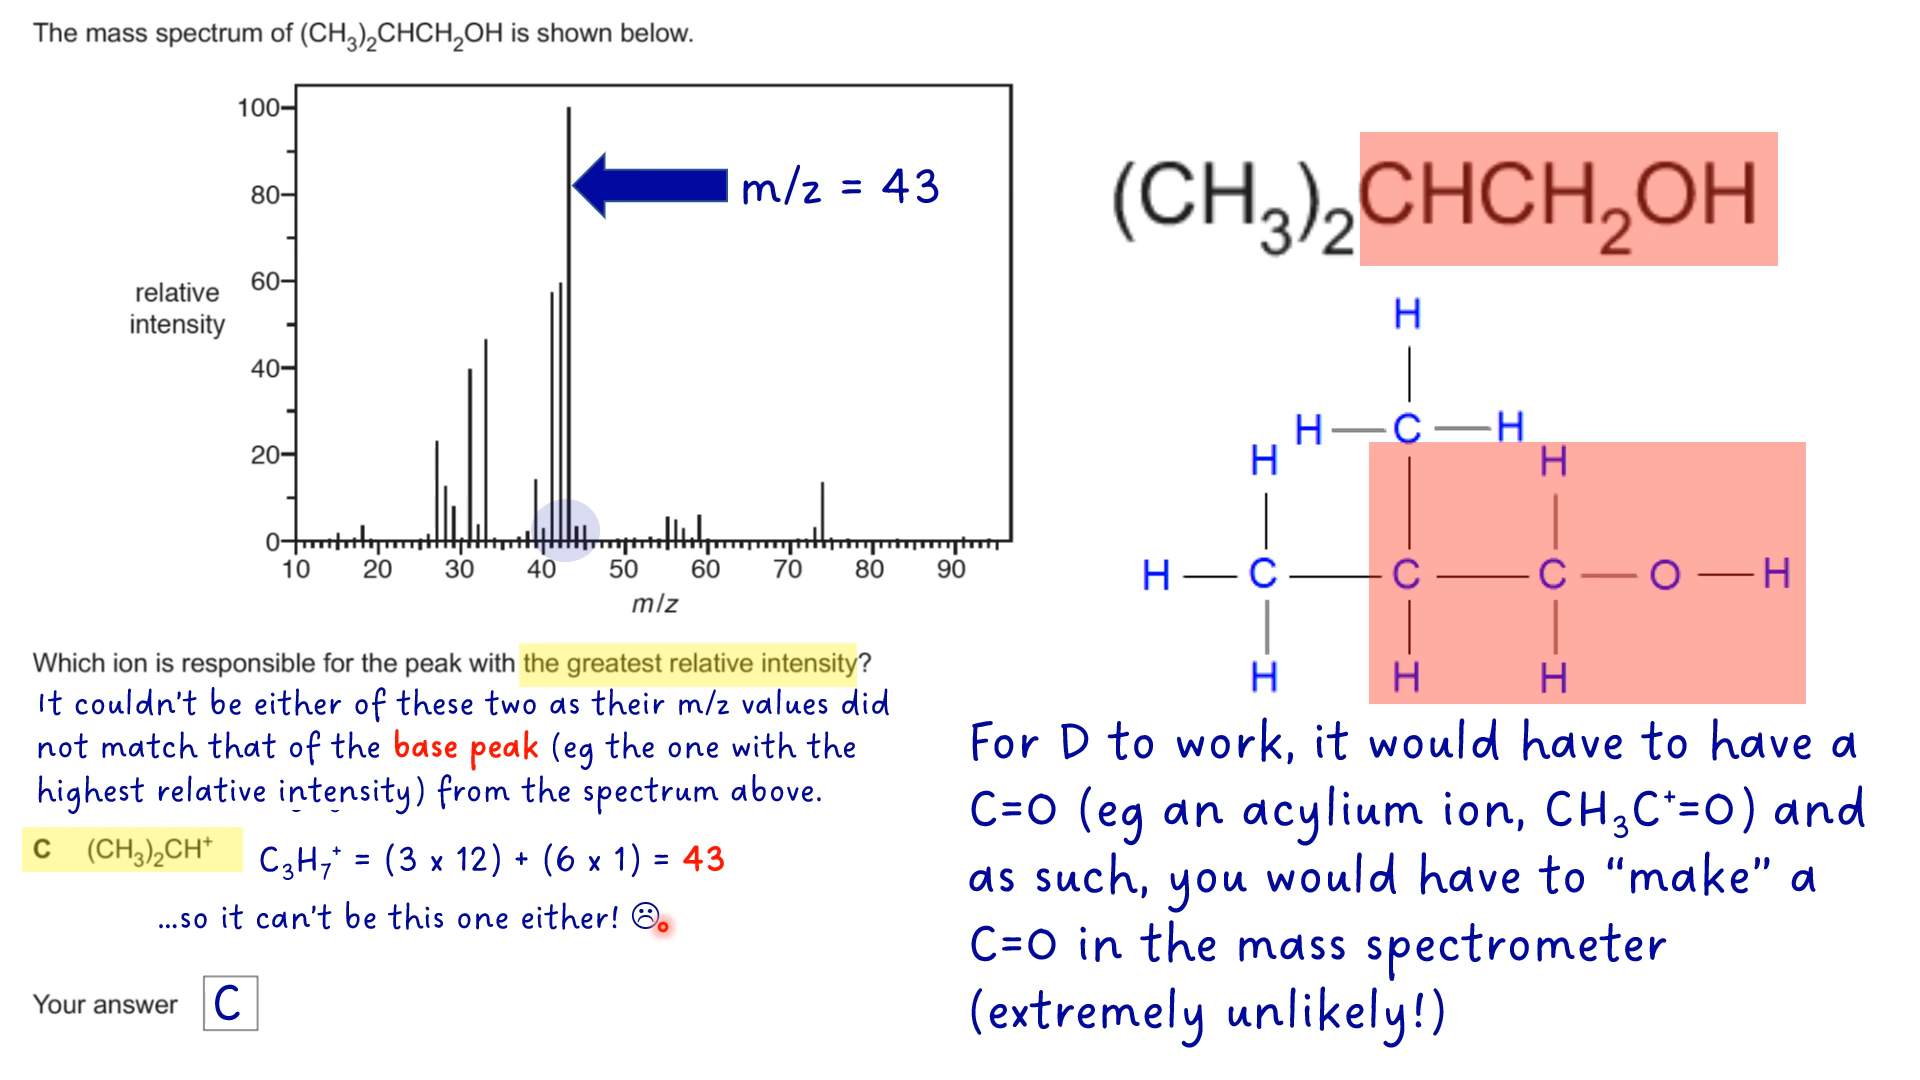 The mass spectrum of (CH₃)₂CHCH₂OH is shown below.
100
80
60
40
20
0
relative
intensity
10 20 30 40 50 60 70 80 90
m/z
m/z = 43
(CH₃)₂CHCH₂OH
H
H C H
H H
H C C C O H
H H H
Which ion is responsible for the peak with the greatest relative intensity?
It couldn't be either of these two as their m/z values did
not match that of the base peak (eg the one with the
highest relative intensity) from the spectrum above.
C (CH₃)₂CH⁺ C₃H₇⁺ = (3 x 12) + (6 x 1) = 43
...so it can't be this one either! ☹
Your answer C
For D to work, it would have to have a
C=O (eg an acylium ion, CH₃C⁺=O) and
as such, you would have to “make” a
C=O in the mass spectrometer
(extremely unlikely!)